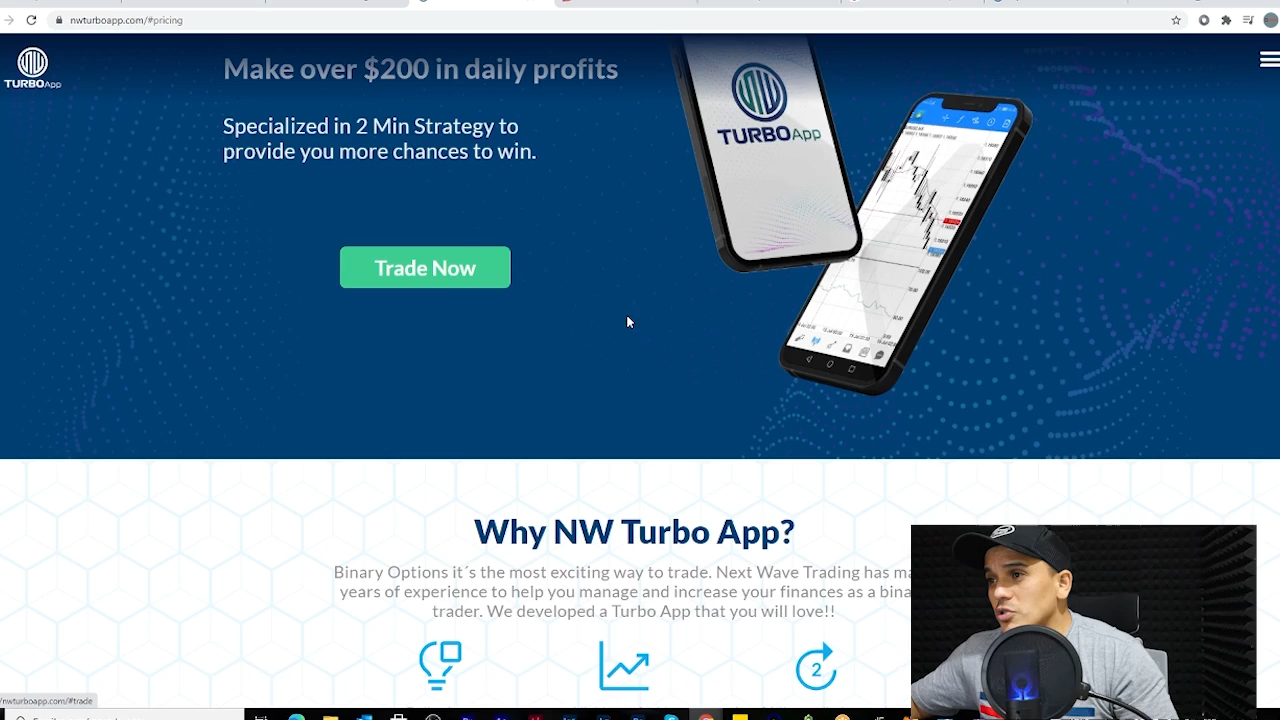 nwturboapp.com/#pricing
TURBOApp
Make over $200 in daily profits
Specialized in 2 Min Strategy to
provide you more chances to win.
Trade Now
TURBOApp
Why NW Turbo App?
Binary Options it´s the most exciting way to trade. Next Wave Trading has
years of experience to help you manage and increase your finances as a
trader. We developed a Turbo App that you will love!!
2
nwturboapp.com/#trade